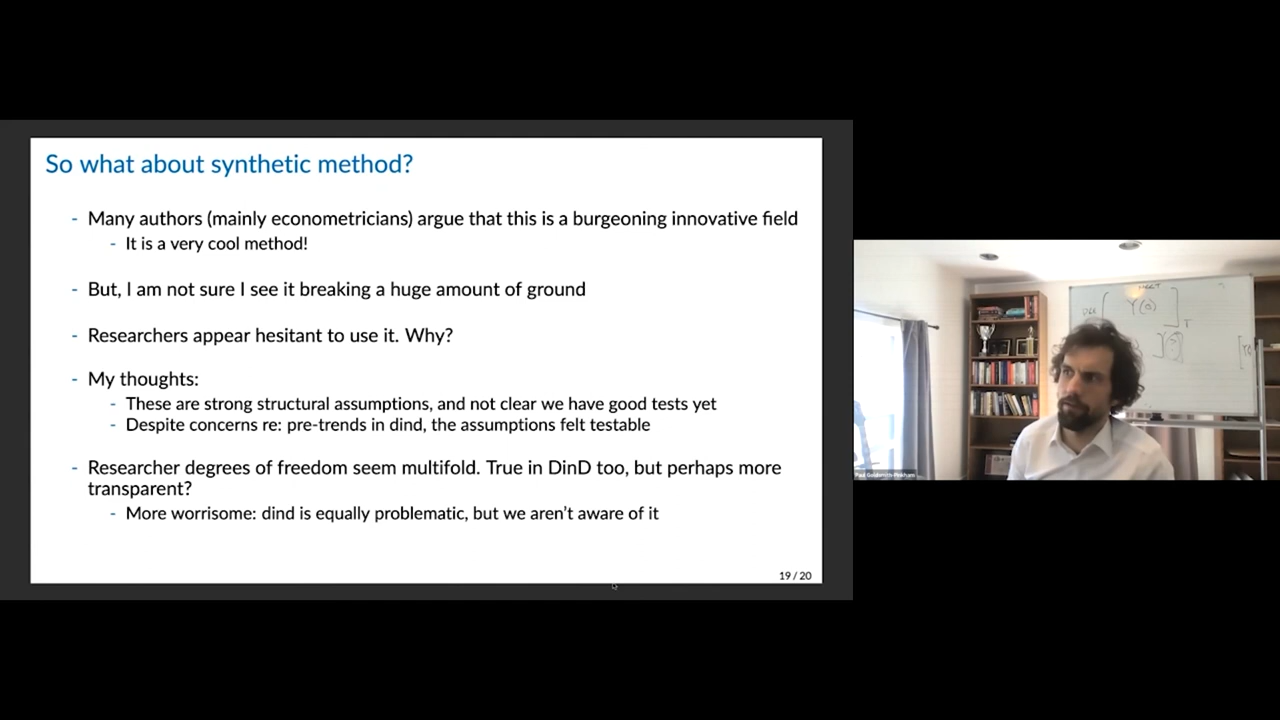 So what about synthetic method?
- Many authors (mainly econometricians) argue that this is a burgeoning innovative field
- It is a very cool method!
- But, I am not sure I see it breaking a huge amount of ground
- Researchers appear hesitant to use it. Why?
- My thoughts:
- These are strong structural assumptions, and not clear we have good tests yet
- Despite concerns re: pre-trends in dind, the assumptions felt testable
- Researcher degrees of freedom seem multifold. True in DinD too, but perhaps more
transparent?
- More worrisome: dind is equally problematic, but we aren't aware of it
19 / 20
Y(0)
T
Paul Goldsmith-Pinkham